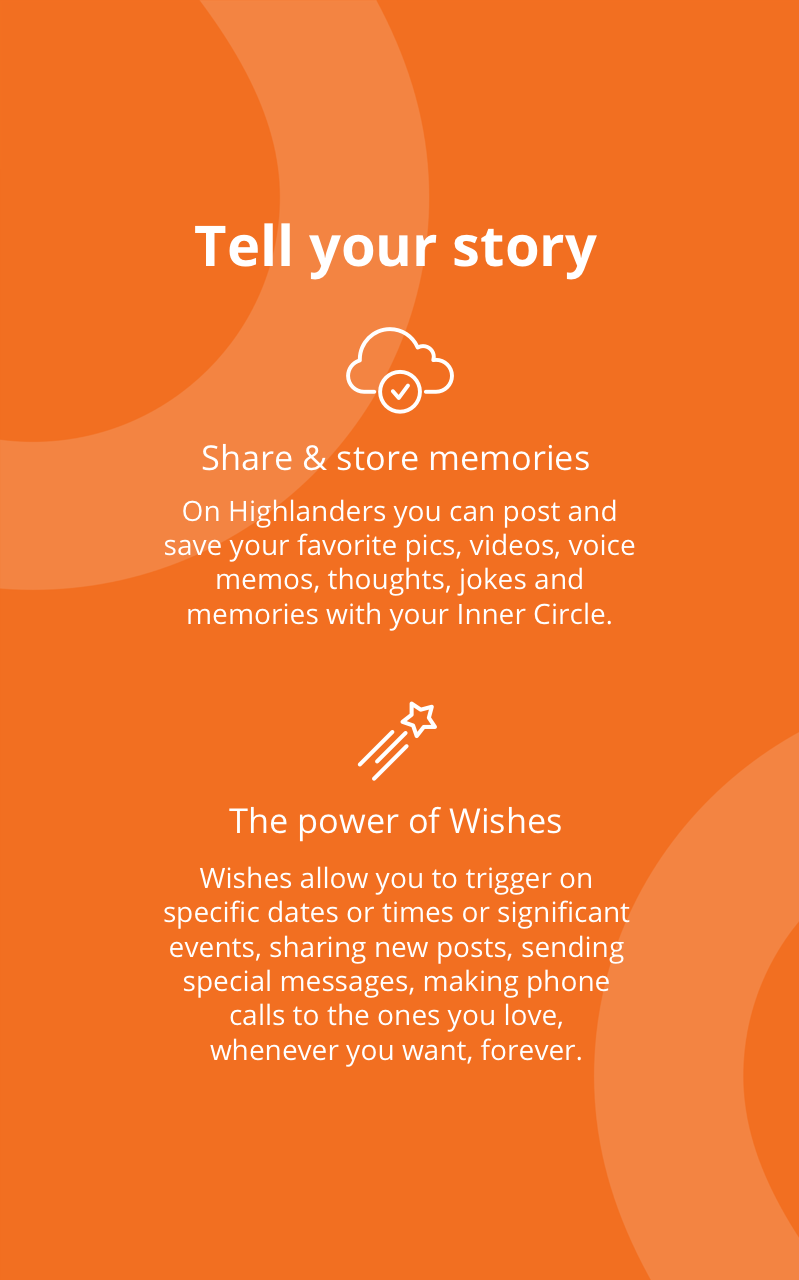 Tell your story
Share & store memories
On Highlanders you can post and
save your favorite pics, videos, voice
memos, thoughts, jokes and
memories with your Inner Circle.
The power of Wishes
Wishes allow you to trigger on
specific dates or times or significant
events, sharing new posts, sending
special messages, making phone
calls to the ones you love,
whenever you want, forever.